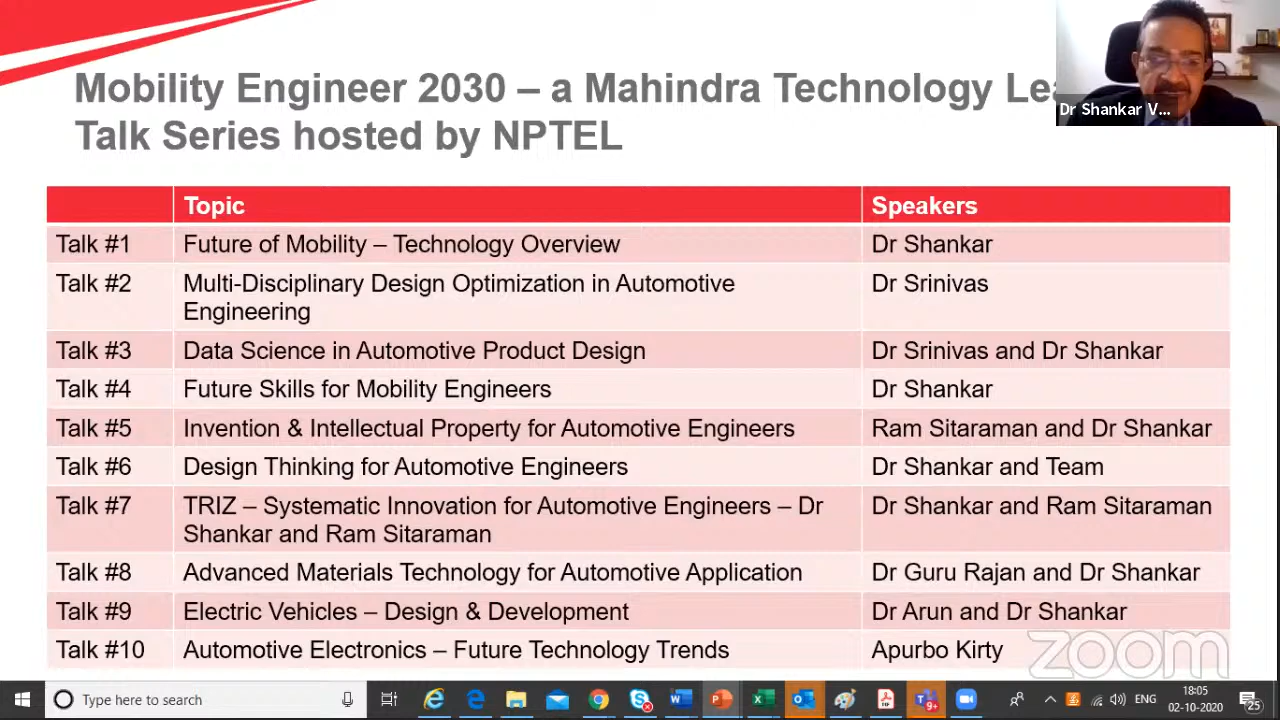 Mobility Engineer 2030 – a Mahindra Technology
Talk Series hosted by NPTEL
Dr Shankar V...
Topic Speakers
Talk #1 Future of Mobility – Technology Overview Dr Shankar
Talk #2 Multi-Disciplinary Design Optimization in Automotive Dr Srinivas
Engineering
Talk #3 Data Science in Automotive Product Design Dr Srinivas and Dr Shankar
Talk #4 Future Skills for Mobility Engineers Dr Shankar
Talk #5 Invention & Intellectual Property for Automotive Engineers Ram Sitaraman and Dr Shankar
Talk #6 Design Thinking for Automotive Engineers Dr Shankar and Team
Talk #7 TRIZ – Systematic Innovation for Automotive Engineers – Dr Dr Shankar and Ram Sitaraman
Shankar and Ram Sitaraman
Talk #8 Advanced Materials Technology for Automotive Application Dr Guru Rajan and Dr Shankar
Talk #9 Electric Vehicles – Design & Development Dr Arun and Dr Shankar
Talk #10 Automotive Electronics – Future Technology Trends Apurbo Kirty
zoom
Type here to search
9+
ENG
18:05
02-10-2020
25